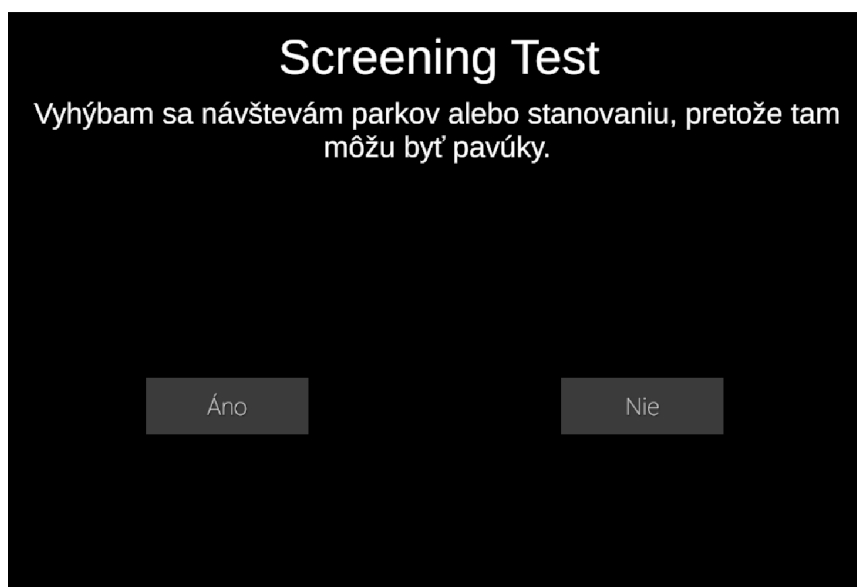 Screening Test
Vyhýbam sa návštevám parkov alebo stanovaniu, pretože tam
môžu byť pavúky.
Áno
Nie